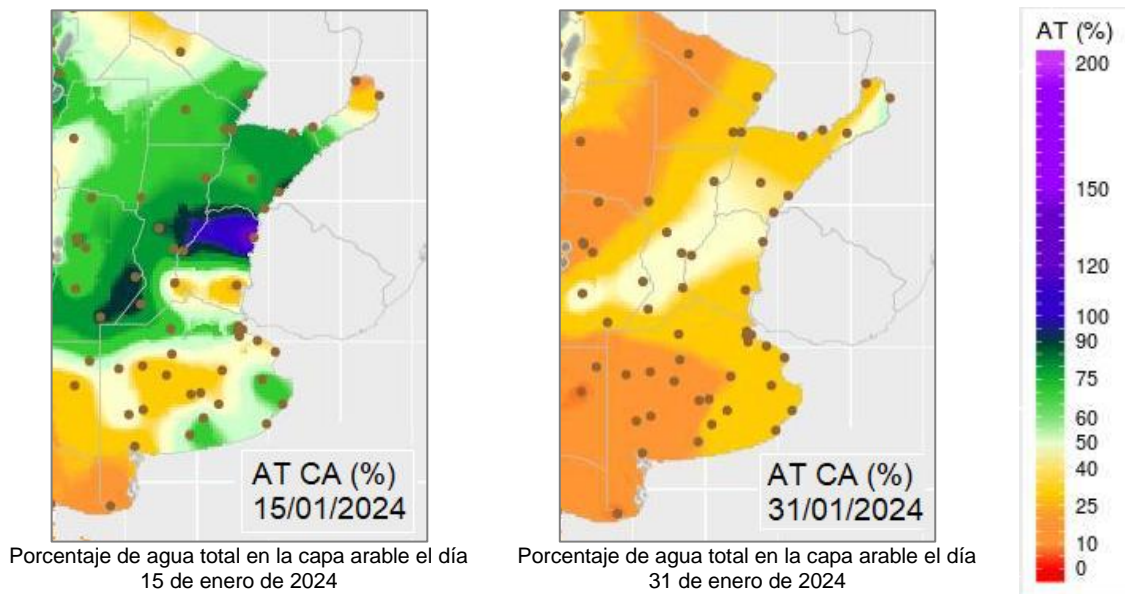 AT CA (%)
15/01/2024
Porcentaje de agua total en la capa arable el día
15 de enero de 2024
AT CA (%)
31/01/2024
Porcentaje de agua total en la capa arable el día
31 de enero de 2024
AT (%)
200
150
120
100
90
75
60
50
40
25
10
0